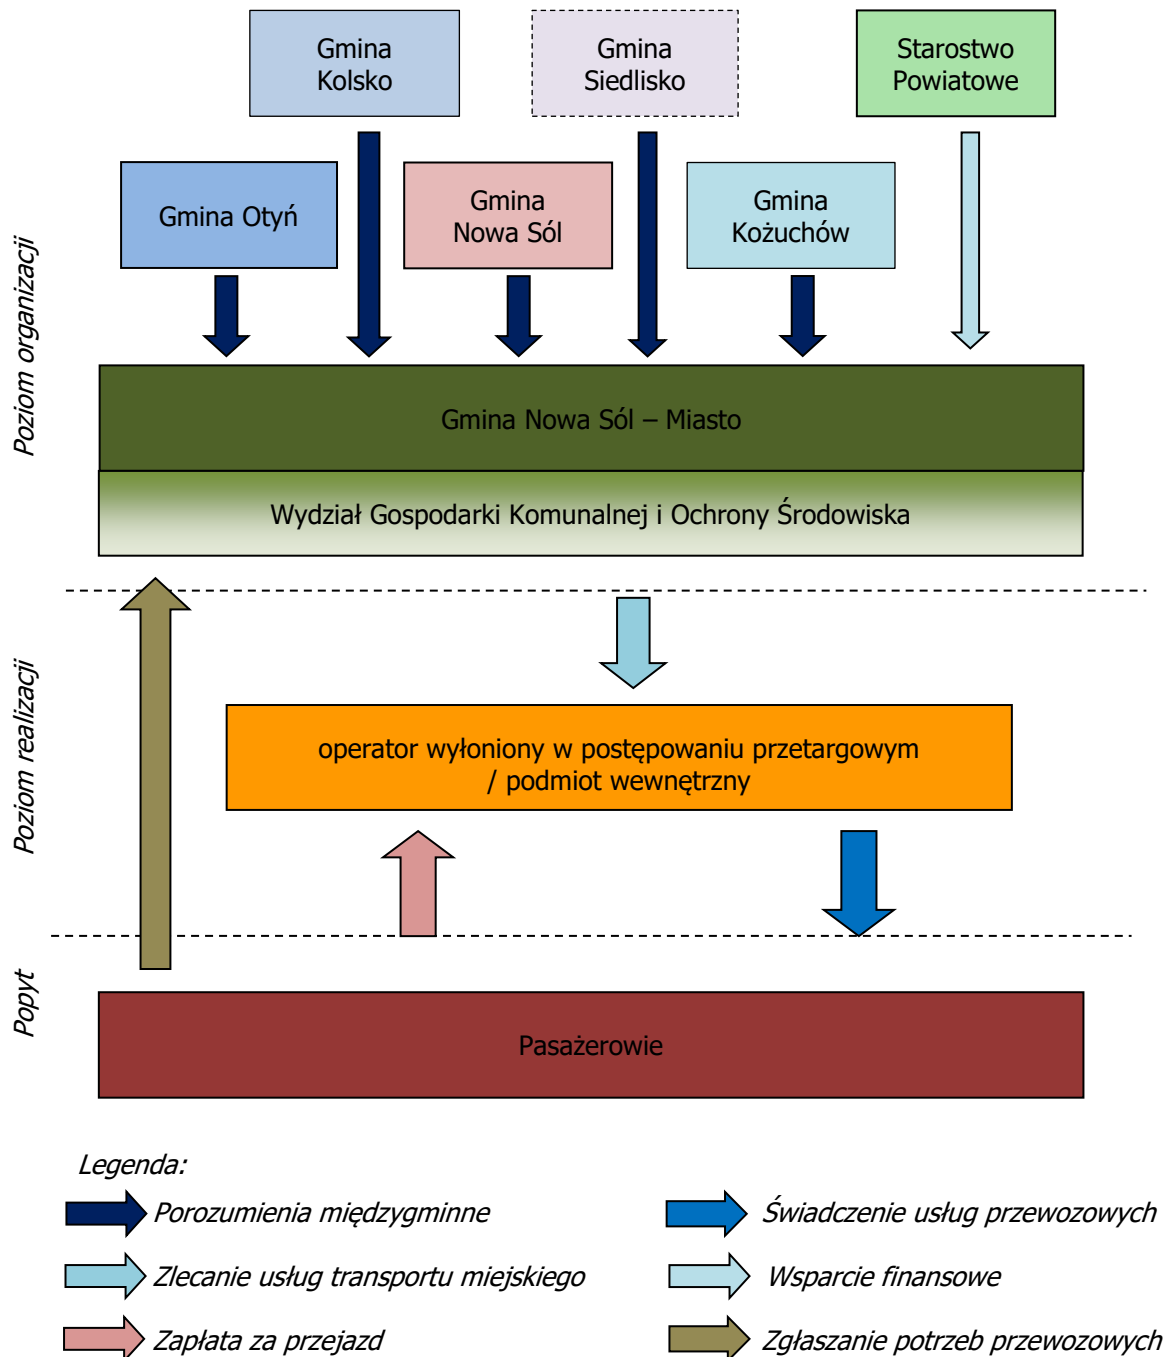 Gmina
Kolsko
Gmina
Siedlisko
Starostwo
Powiatowe
Gmina Otyń
Gmina
Nowa Sól
Gmina
Kożuchów
Poziom organizacji
Gmina Nowa Sól – Miasto
Wydział Gospodarki Komunalnej i Ochrony Środowiska
Poziom realizacji
operator wyłoniony w postępowaniu przetargowym
/ podmiot wewnętrzny
Popyt
Pasażerowie
Legenda:
Porozumienia międzygminne
Świadczenie usług przewozowych
Zlecanie usług transportu miejskiego
Wsparcie finansowe
Zapłata za przejazd
Zgłaszanie potrzeb przewozowych